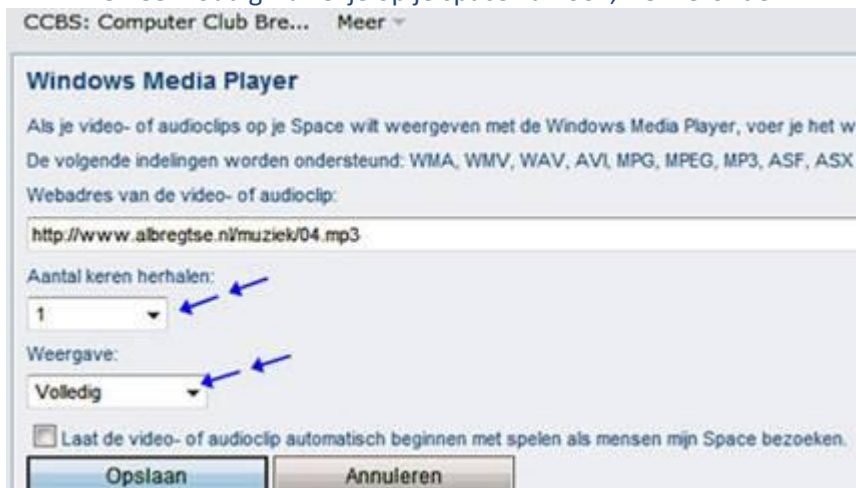 CCBS: Computer Club Bre... Meer
Windows Media Player
Als je video- of audioclips op je Space wilt weergeven met de Windows Media Player, voer je het w
De volgende indelingen worden ondersteund: WMA, WMV, WAV, AVI, MPG, MPEG, MP3, ASF, ASX
Webadres van de video- of audioclip:
http://www.albregtse.nl/muziek/04.mp3
Aantal keren herhalen:
1
Weergave:
Volledig
Laat de video- of audioclip automatisch beginnen met spelen als mensen mijn Space bezoeken.
Opslaan Annuleren